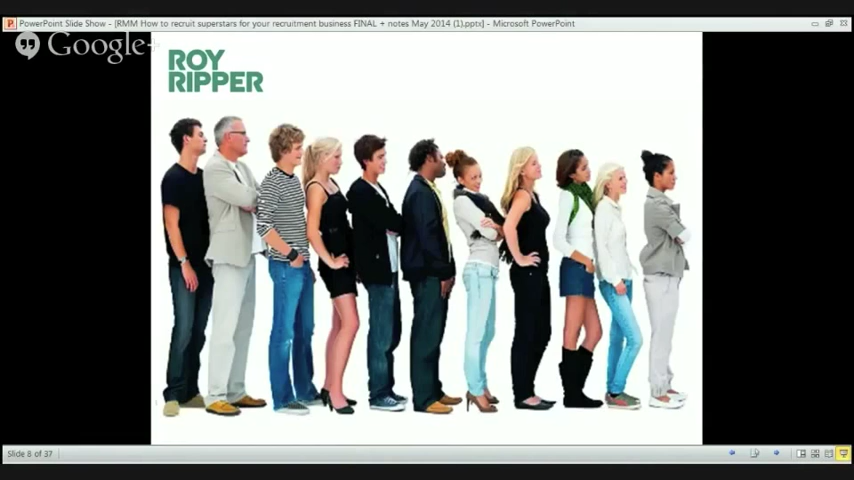 PowerPoint Slide Show - [RMM How to recruit superstars for your recruitment business FINAL + notes May 2014 (1).pptx] - Microsoft PowerPoint
Google+
ROY
RIPPER
Slide 8 of 37